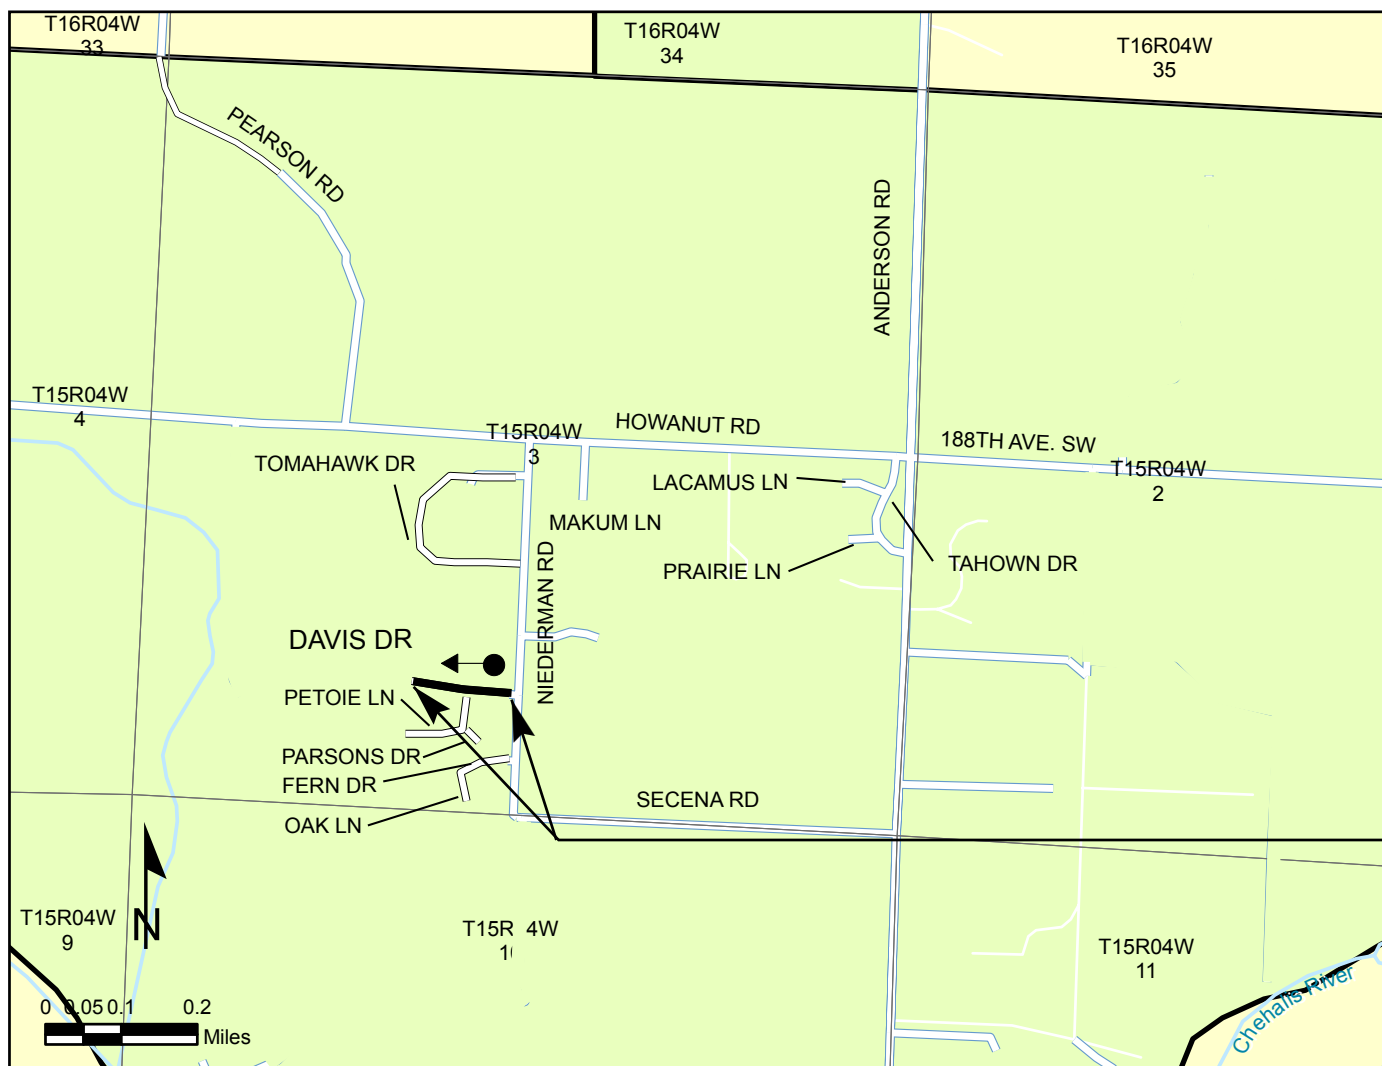 T16R04W
33
T16R04W
34
T16R04W
35
PEARSON RD
ANDERSON RD
T15R04W
4
HOWANUT RD
T15R04W
3
188TH AVE. SW
T15R04W
2
TOMAHAWK DR
LACAMUS LN
MAKUM LN
PRAIRIE LN
TAHOWN DR
NIEDERMAN RD
DAVIS DR
PETOIE LN
PARSONS DR
FERN DR
OAK LN
SECENA RD
T15R04W
9
N
T15R 4W
T15R04W
11
Chehalis River
0 0.05 0.1 0.2
Miles